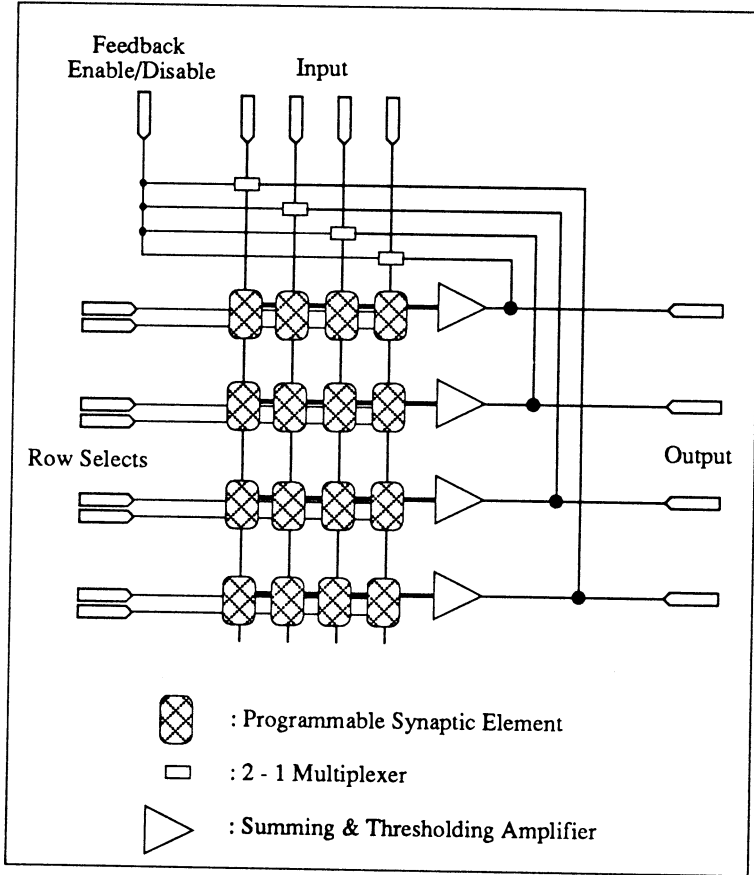 Feedback
Enable/Disable
Input
Row Selects
Output
: Programmable Synaptic Element
: 2 - 1 Multiplexer
: Summing & Thresholding Amplifier